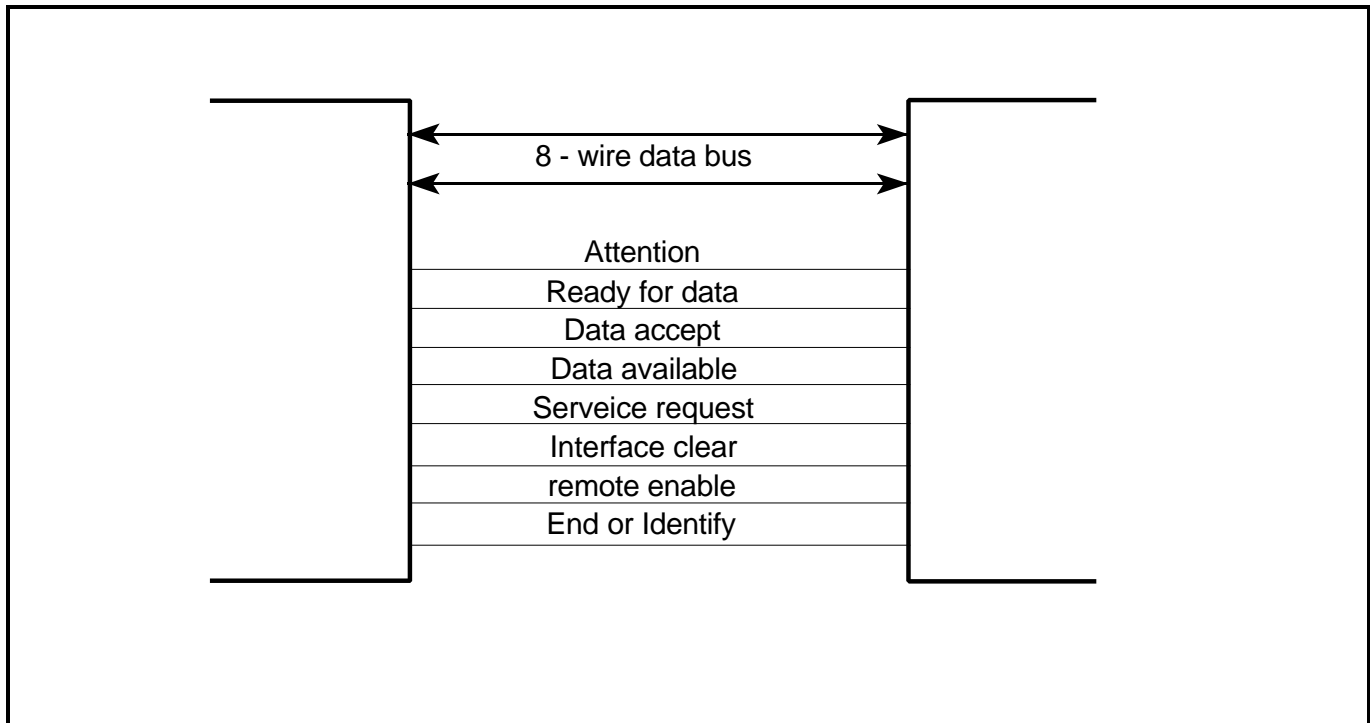 8 - wire data bus
Attention
Ready for data
Data accept
Data available
Serveice request
Interface clear
remote enable
End or Identify